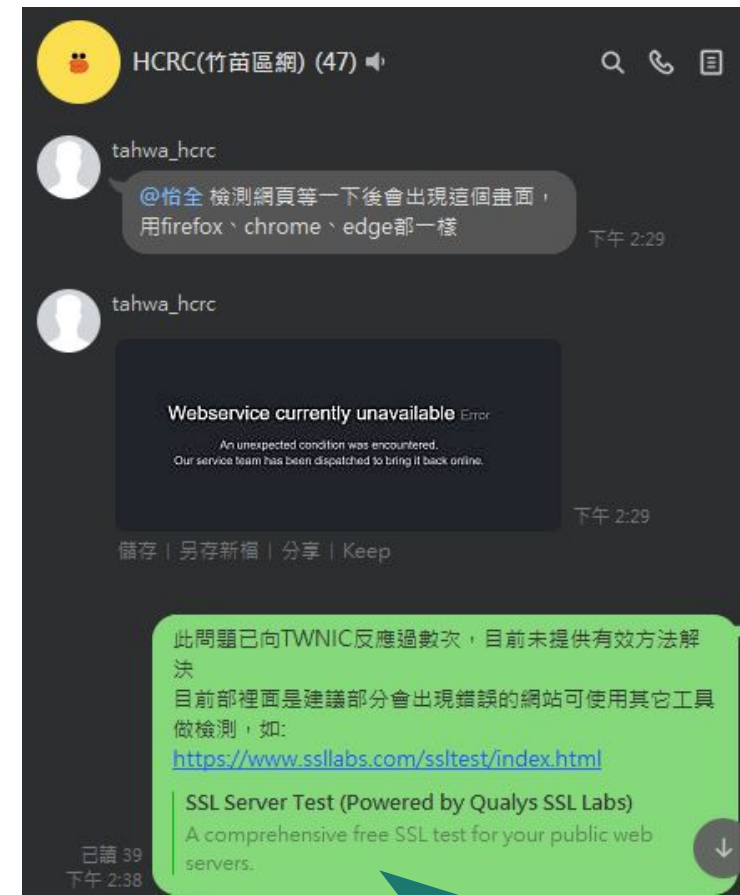 HCRC(竹苗區網) (47)
tahwa_hcrc
@怡全 檢測網頁等一下後會出現這個畫面，
用firefox、chrome、edge都一樣
下午 2:29
tahwa_hcrc
Webservice currently unavailable Error
An unexpected condition was encountered.
Our service team has been dispatched to bring it back online.
下午 2:29
儲存 | 另存新檔 | 分享 | Keep
此問題已向TWNIC反應過數次，目前未提供有效方法解
決
目前部裡面是建議部分會出現錯誤的網站可使用其它工具
做檢測，如:
https://www.ssllabs.com/ssltest/index.html
SSL Server Test (Powered by Qualys SSL Labs)
A comprehensive free SSL test for your public web
servers.
已讀 39
下午 2:38